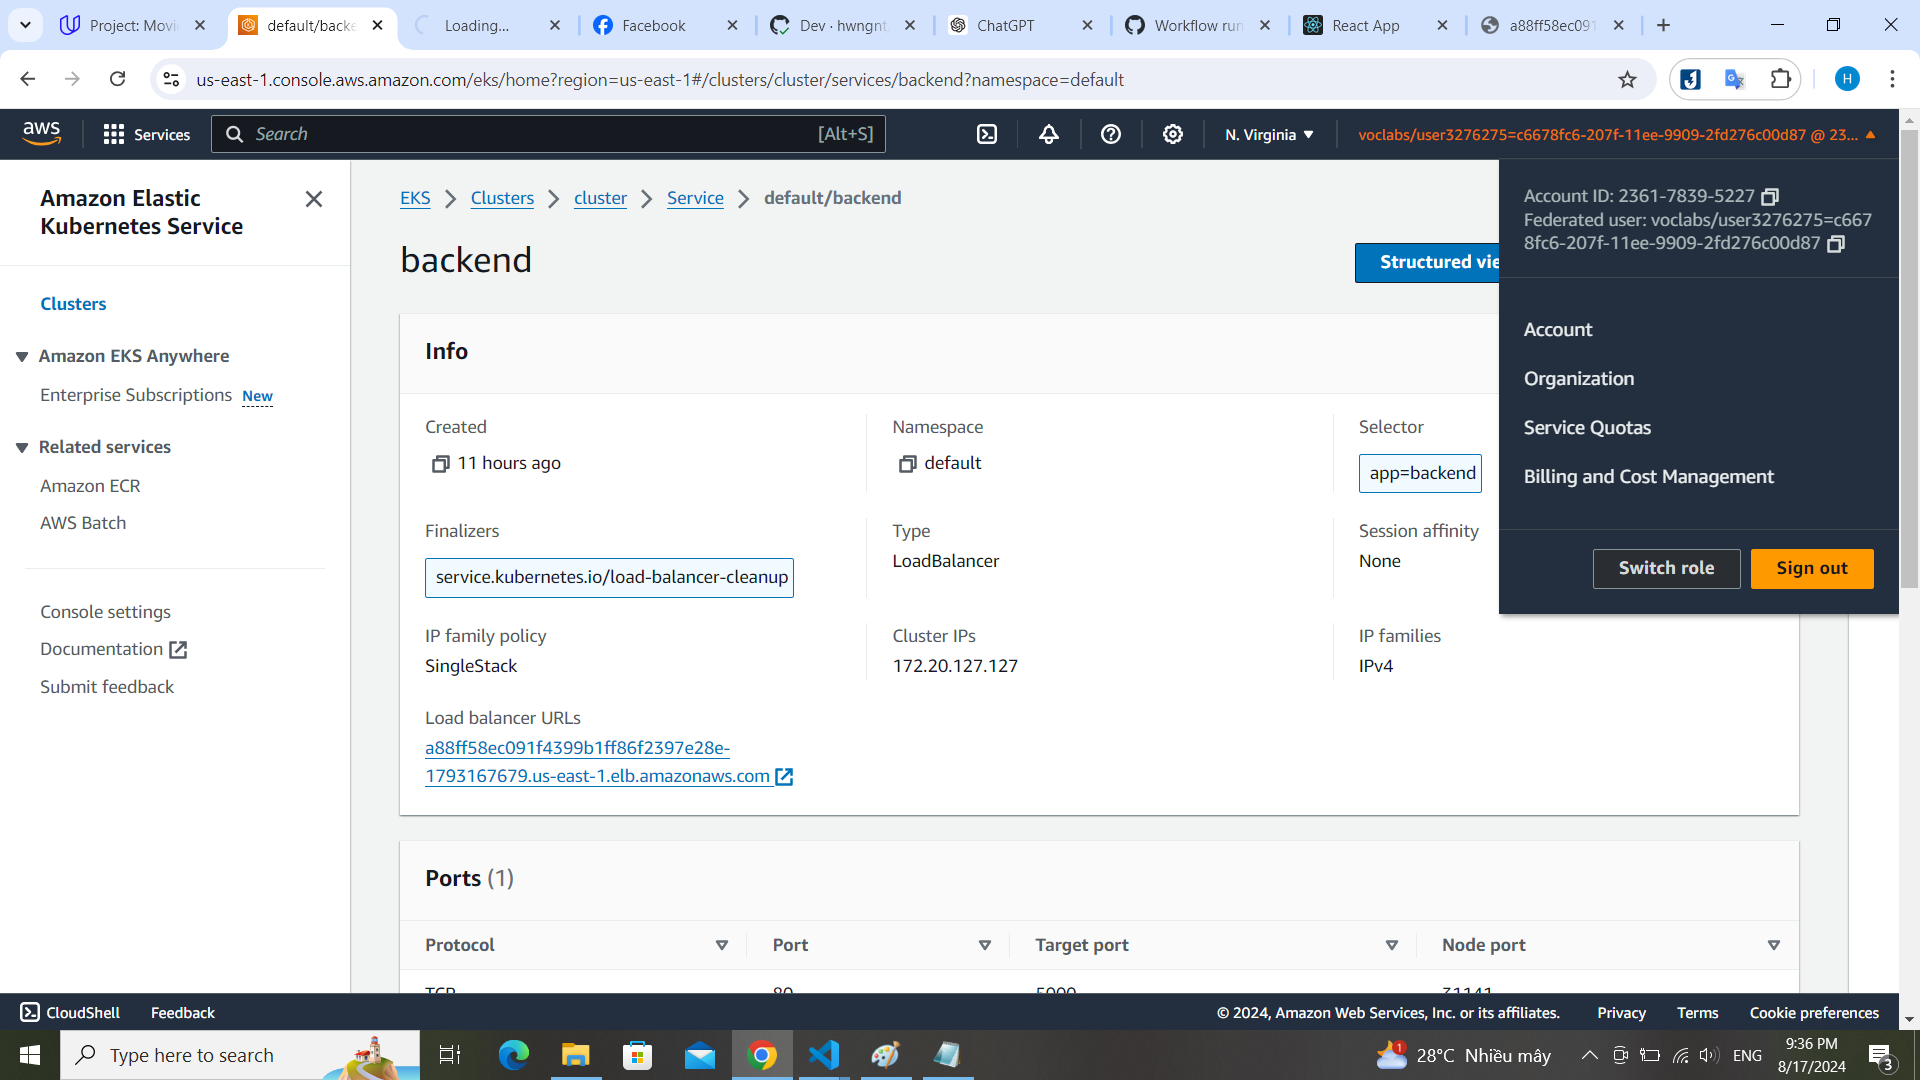 Project: Movi
default/backe
Loading...
Facebook
Dev · hwngnt
ChatGPT
Workflow run
React App
a88ff58ec091
us-east-1.console.aws.amazon.com/eks/home?region=us-east-1#/clusters/cluster/services/backend?namespace=default
H
aws
Services
Search
[Alt+S]
N. Virginia
voclabs/user3276275=c6678fc6-207f-11ee-9909-2fd276c00d87 @ 23...
Account ID: 2361-7839-5227
Federated user: voclabs/user3276275=c667
8fc6-207f-11ee-9909-2fd276c00d87
Account
Organization
Service Quotas
Billing and Cost Management
Switch role
Sign out
Amazon Elastic
Kubernetes Service
Clusters
Amazon EKS Anywhere
Enterprise Subscriptions New
Related services
Amazon ECR
AWS Batch
Console settings
Documentation
Submit feedback
EKS
Clusters
cluster
Service
default/backend
backend
Structured vie
Info
Created
11 hours ago
Namespace
default
Selector
app=backend
Finalizers
service.kubernetes.io/load-balancer-cleanup
Type
LoadBalancer
Session affinity
None
IP family policy
SingleStack
Cluster IPs
172.20.127.127
IP families
IPv4
Load balancer URLs
a88ff58ec091f4399b1ff86f2397e28e-
1793167679.us-east-1.elb.amazonaws.com
Ports (1)
Protocol
Port
Target port
Node port
TCP
80
5000
31141
CloudShell
Feedback
© 2024, Amazon Web Services, Inc. or its affiliates.
Privacy
Terms
Cookie preferences
Type here to search
1
28°C Nhiều mây
ENG
9:36 PM
8/17/2024
3